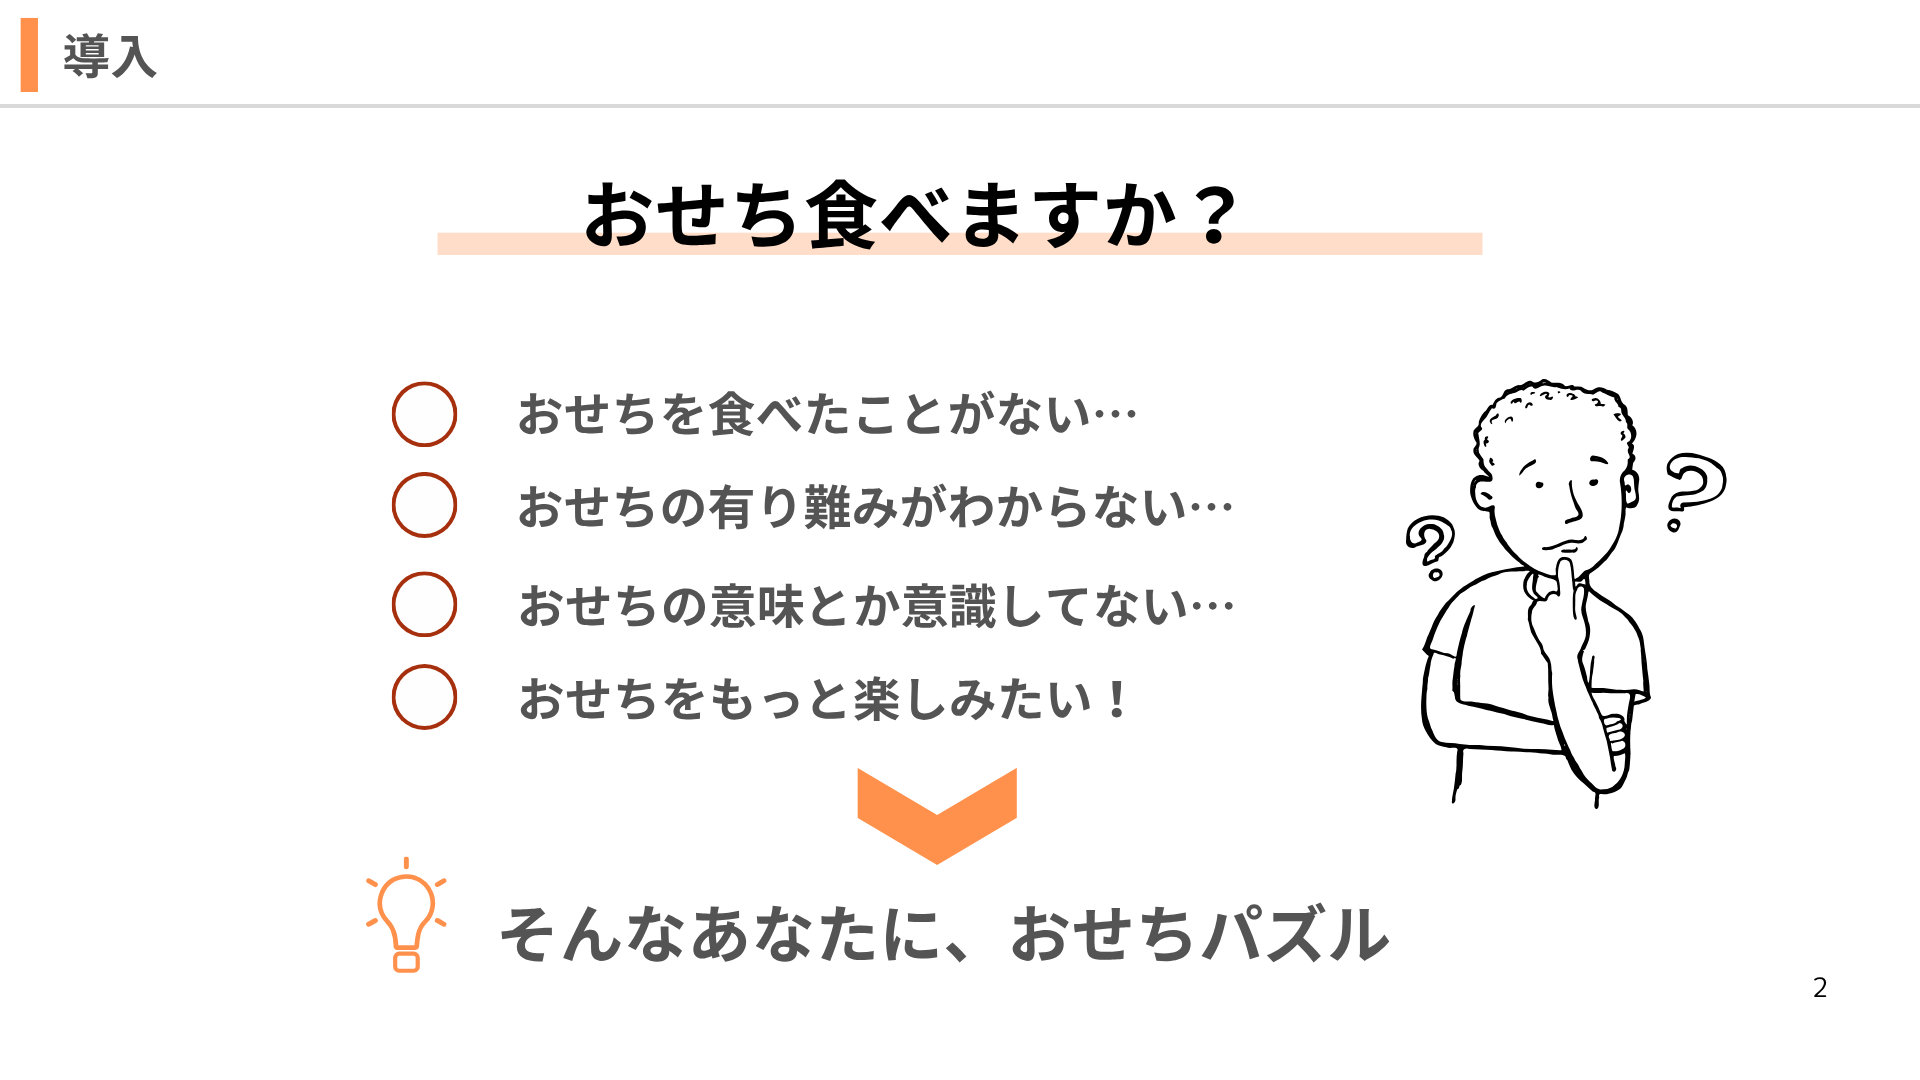 導入
おせち食べますか？
おせちを食べたことがない…
おせちの有り難みがわからない…
おせちの意味とか意識してない…
おせちをもっと楽しみたい！
そんなあなたに、おせちパズル
2